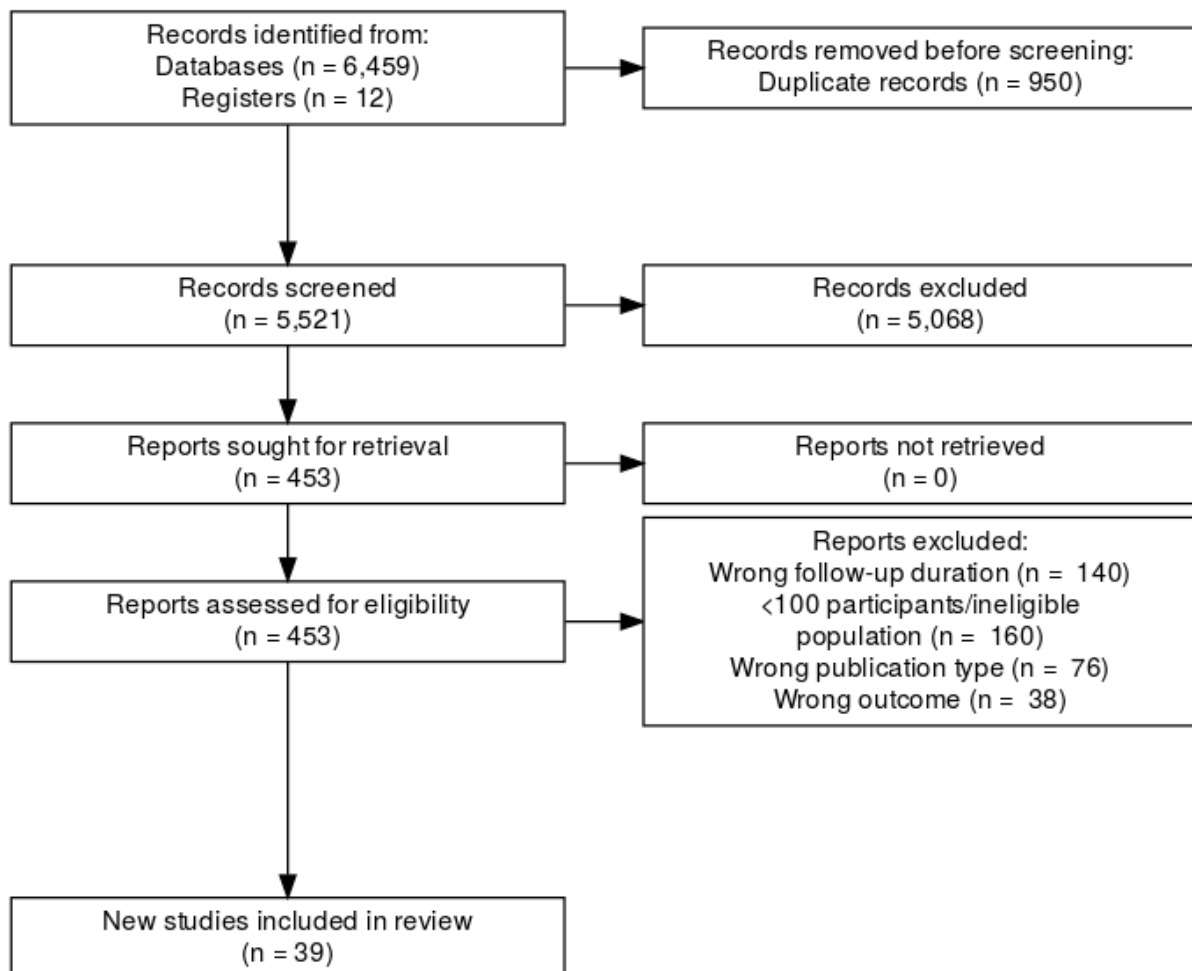 Records identified from:
Databases (n = 6,459)
Registers (n = 12)
Records removed before screening:
Duplicate records (n = 950)
Records screened
(n = 5,521)
Records excluded
(n = 5,068)
Reports sought for retrieval
(n = 453)
Reports not retrieved
(n = 0)
Reports assessed for eligibility
(n = 453)
Reports excluded:
Wrong follow-up duration (n =  140)
<100 participants/ineligible
population (n =  160)
Wrong publication type (n =  76)
Wrong outcome (n =  38)
New studies included in review
(n = 39)